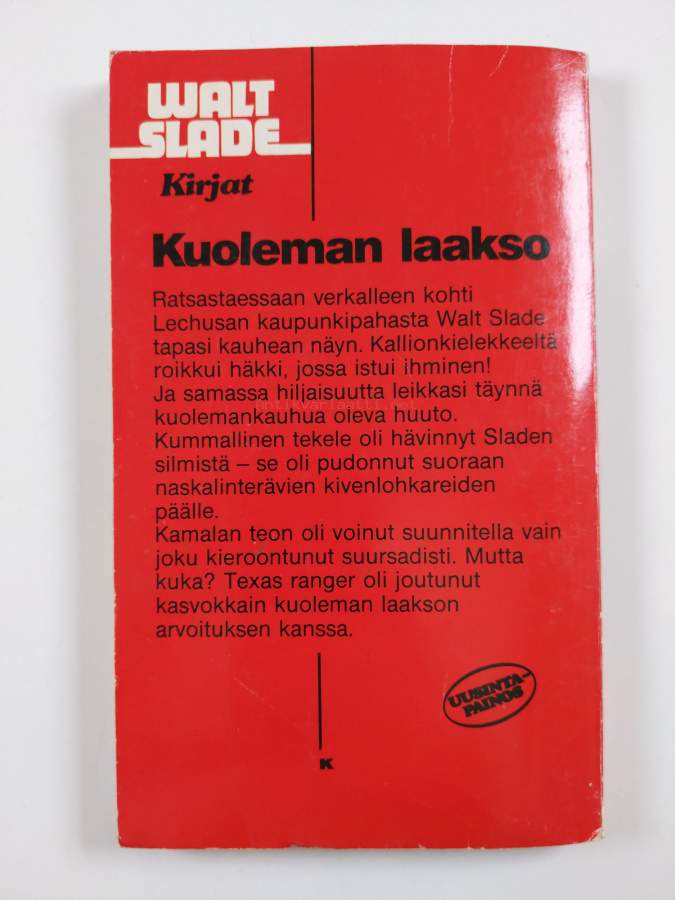 WALT
SLADE
Kirjat
Kuoleman laakso
Ratsastaessaan verkalleen kohti
Lechusan kaupunkipahasta Walt Slade
tapasi kauhean näyn. Kallionkielekkeeltä
roikkui häkki, jossa istui ihminen!
Ja samassa hiljaisuutta leikkasi täynnä
kuolemankauhua oleva huuto.
Kummallinen tekele oli hävinnyt Sladen
silmistä – se oli pudonnut suoraan
naskalinterävien kivenlohkareiden
päälle.
Kamalan teon oli voinut suunnitella vain
joku kieroontunut suursadisti. Mutta
kuka? Texas ranger oli joutunut
kasvokkain kuoleman laakson
arvoituksen kanssa.
UUSINTA-
PAINOS
K